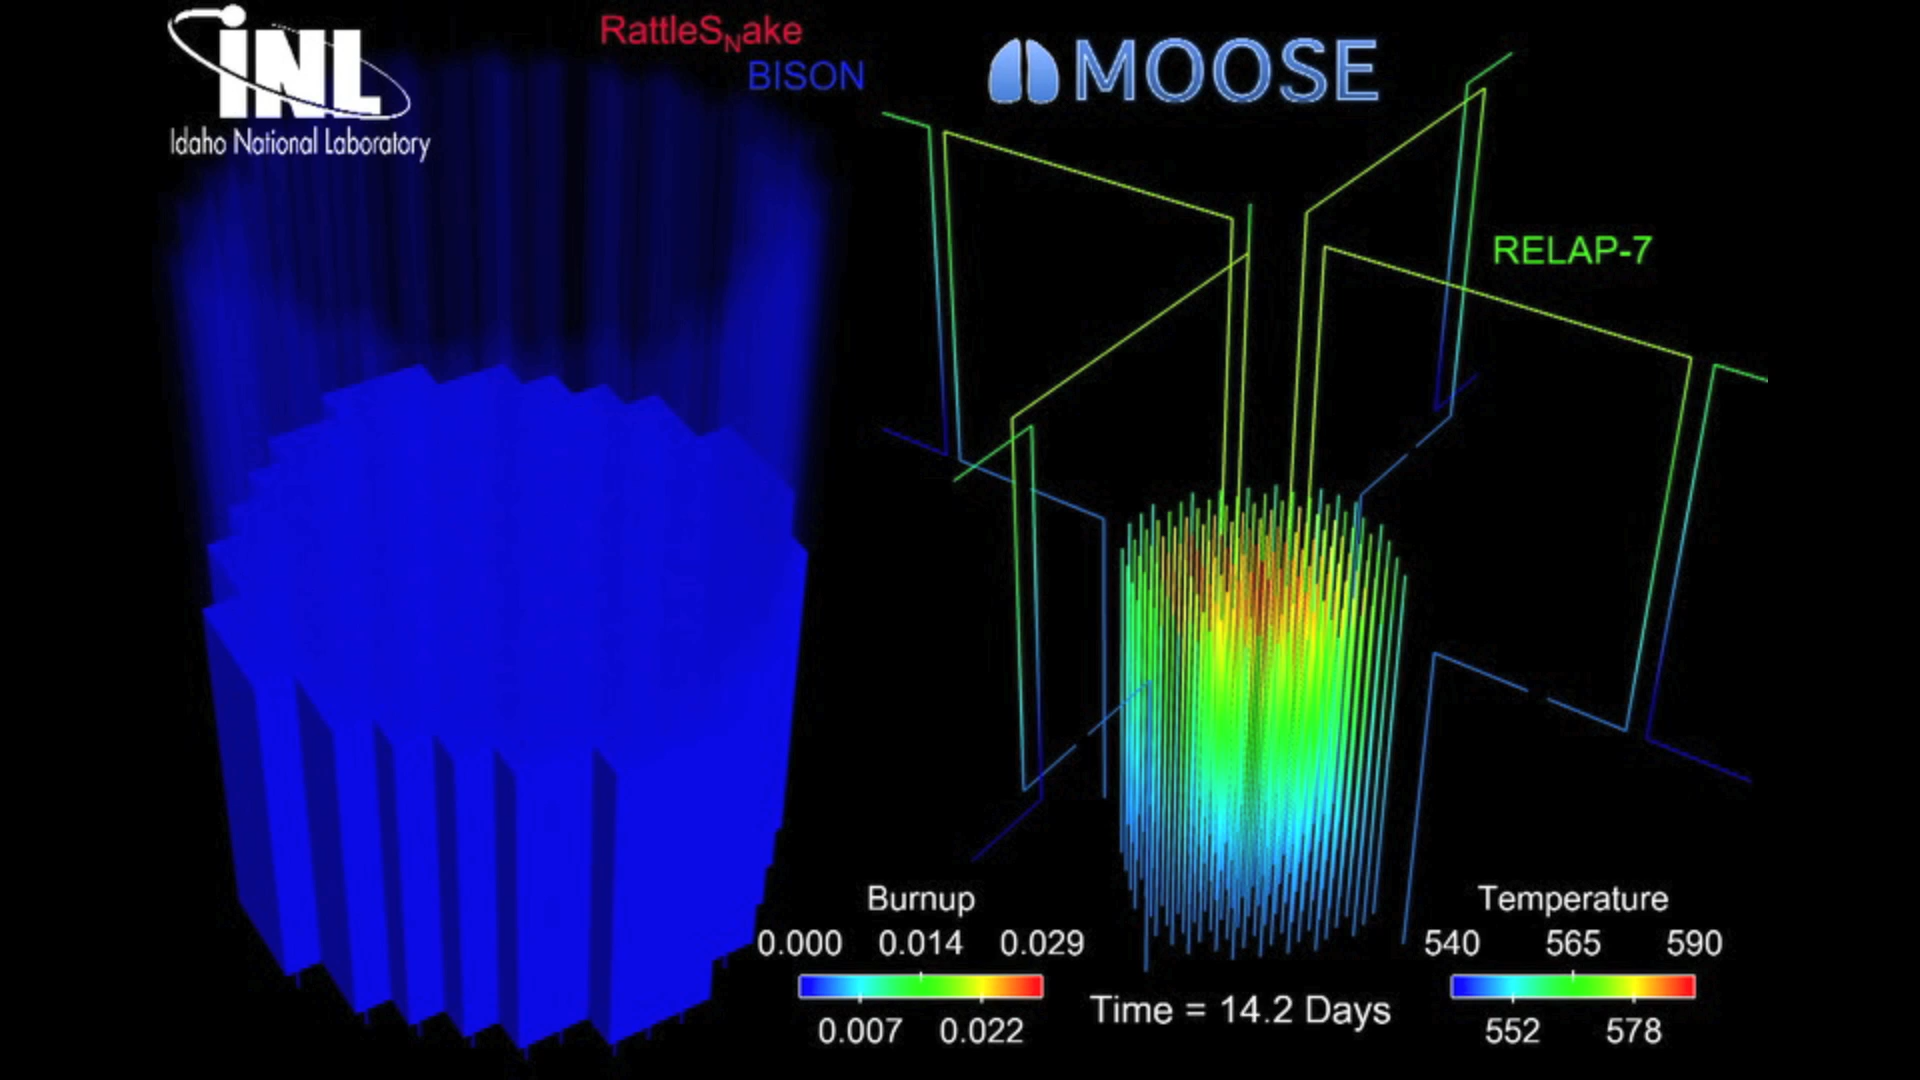 iNL
Idaho National Laboratory
RattleSNake
BISON
MOOSE
RELAP-7
Burnup
0.000 0.014 0.029
0.007 0.022
Time = 14.2 Days
Temperature
540 565 590
552 578